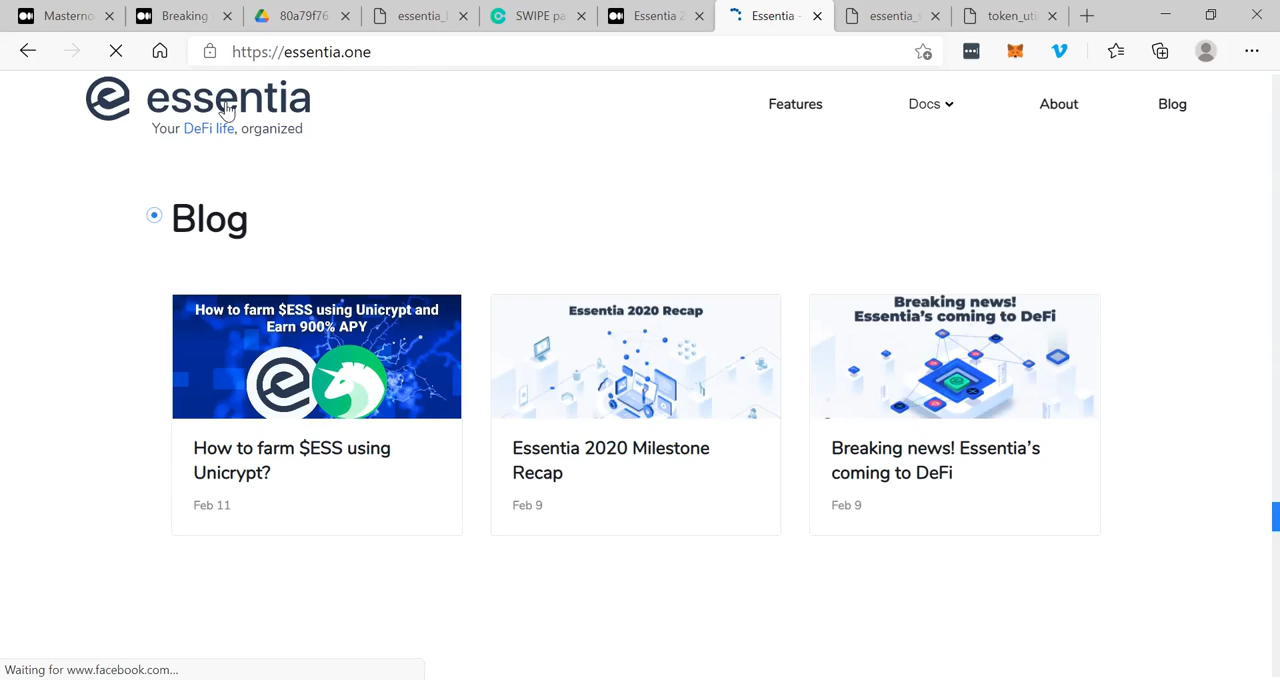 Masterno
Breaking
80a79f76
essentia_
SWIPE pa
Essentia 2
Essentia -
essentia_s
token_uti
https://essentia.one
essentia
Your DeFi life, organized
Features
Docs
About
Blog
Blog
How to farm $ESS using Unicrypt and
Earn 900% APY
Essentia 2020 Recap
Breaking news!
Essentia's coming to DeFi
How to farm $ESS using
Unicrypt?
Feb 11
Essentia 2020 Milestone
Recap
Feb 9
Breaking news! Essentia's
coming to DeFi
Feb 9
Waiting for www.facebook.com...